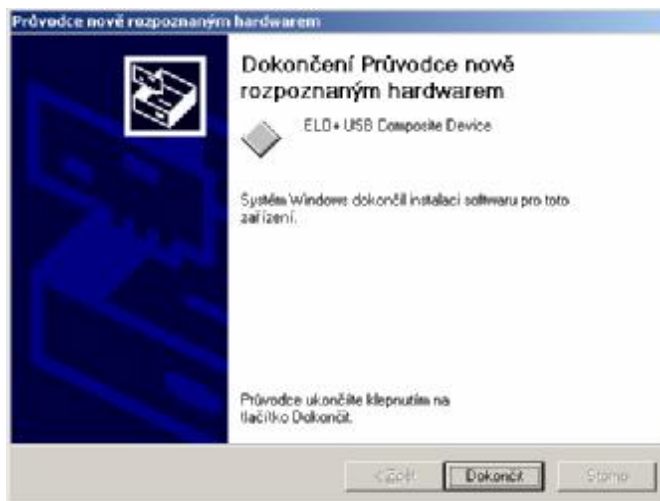 Průvodce nově rozpoznaným hardwarem
Dokončení Průvodce nově
rozpoznaným hardwarem
ELO+ USB Composite Device
Systém Windows dokončil instalaci softwaru pro toto
zařízení.
Průvodce ukončíte klepnutím na
tlačítko Dokončit.
< Zpět Dokončit Storno